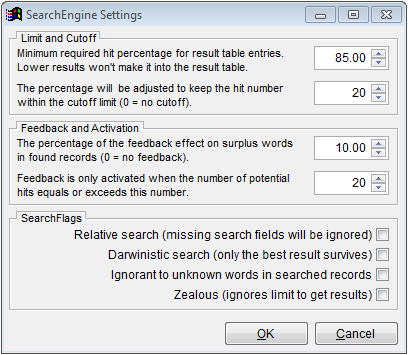 SearchEngine Settings
Limit and Cutoff
Minimum required hit percentage for result table entries.
Lower results won't make it into the result table.
85.00
The percentage will be adjusted to keep the hit number
within the cutoff limit (0 = no cutoff).
20
Feedback and Activation
The percentage of the feedback effect on surplus words
in found records (0 = no feedback).
10.00
Feedback is only activated when the number of potential
hits equals or exceeds this number.
20
SearchFlags
Relative search (missing search fields will be ignored)
Darwinistic search (only the best result survives)
Ignorant to unknown words in searched records
Zealous (ignores limit to get results)
OK
Cancel